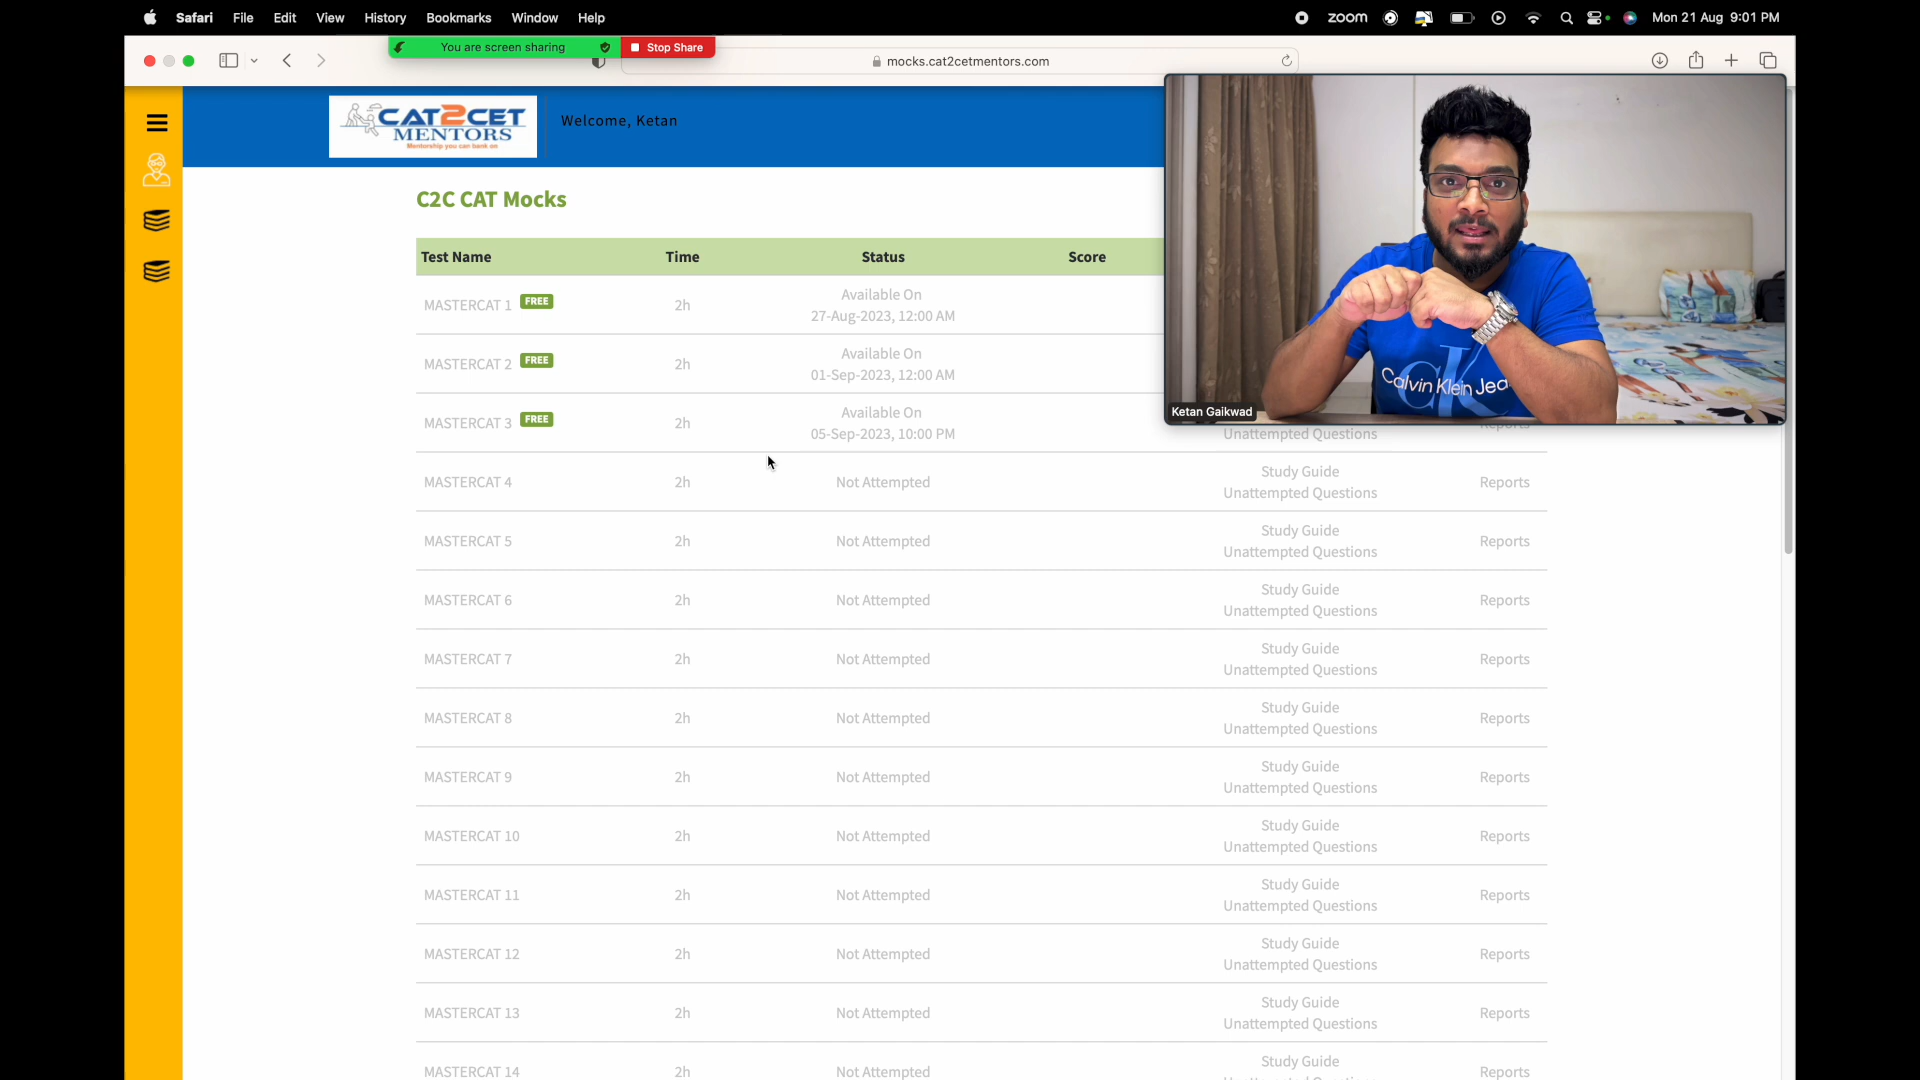 Safari File Edit View History Bookmarks Window Help zoom Mon 21 Aug 9:01 PM
You are screen sharing Stop Share
mocks.cat2cetmentors.com
CAT2CET
MENTORS
Mentorship you can bank on
Welcome, Ketan
C2C CAT Mocks
Test Name Time Status Score
MASTERCAT 1 FREE 2h Available On
27-Aug-2023, 12:00 AM
MASTERCAT 2 FREE 2h Available On
01-Sep-2023, 12:00 AM
Calvin Klein Jea
CK
Ketan Gaikwad
MASTERCAT 3 FREE 2h Available On
05-Sep-2023, 10:00 PM
Unattempted Questions
MASTERCAT 4 2h Not Attempted Study Guide
Unattempted Questions Reports
MASTERCAT 5 2h Not Attempted Study Guide
Unattempted Questions Reports
MASTERCAT 6 2h Not Attempted Study Guide
Unattempted Questions Reports
MASTERCAT 7 2h Not Attempted Study Guide
Unattempted Questions Reports
MASTERCAT 8 2h Not Attempted Study Guide
Unattempted Questions Reports
MASTERCAT 9 2h Not Attempted Study Guide
Unattempted Questions Reports
MASTERCAT 10 2h Not Attempted Study Guide
Unattempted Questions Reports
MASTERCAT 11 2h Not Attempted Study Guide
Unattempted Questions Reports
MASTERCAT 12 2h Not Attempted Study Guide
Unattempted Questions Reports
MASTERCAT 13 2h Not Attempted Study Guide
Unattempted Questions Reports
MASTERCAT 14 2h Not Attempted Study Guide
Reports